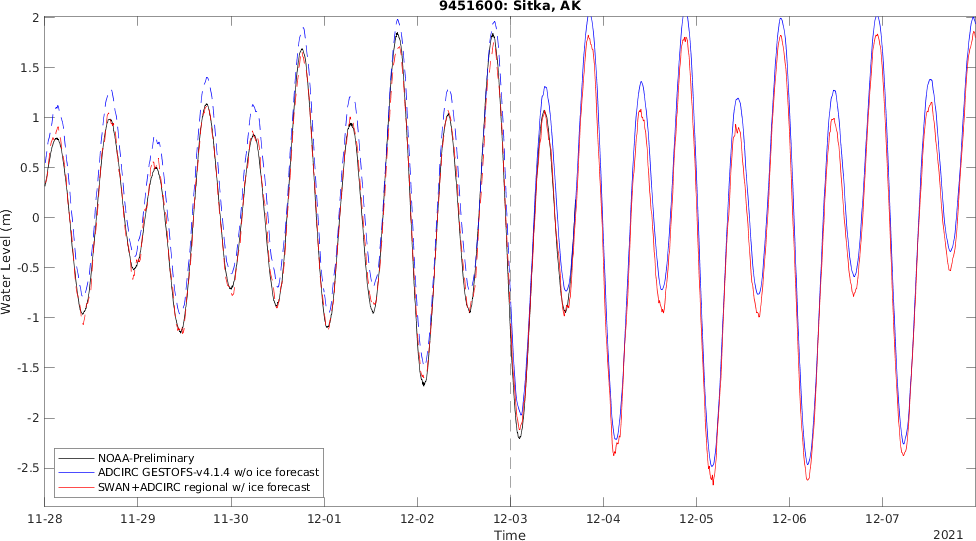 9451600: Sitka, AK
Water Level (m)
2
1.5
1
0.5
0
-0.5
-1
-1.5
-2
-2.5
NOAA-Preliminary
ADCIRC GESTOFS-v4.1.4 w/o ice forecast
SWAN+ADCIRC regional w/ ice forecast
11-28 11-29 11-30 12-01 12-02 12-03 12-04 12-05 12-06 12-07
Time
2021